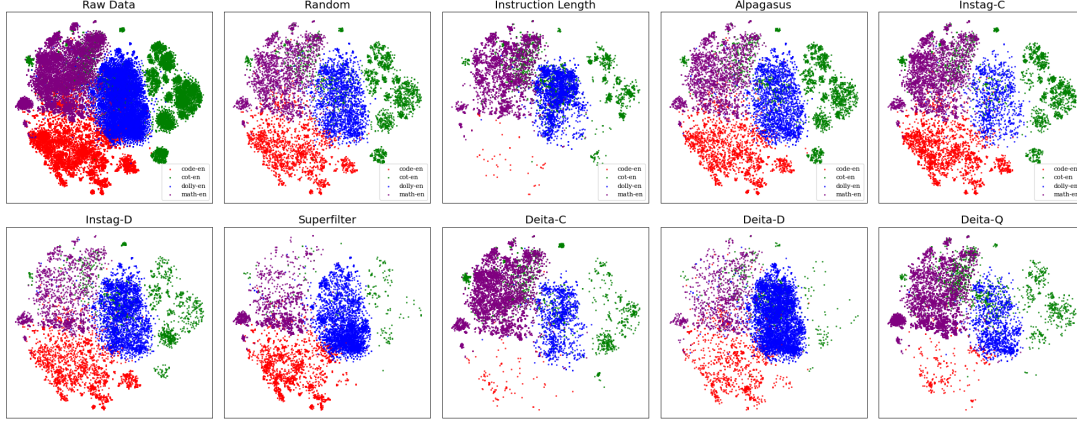 Raw Data
Random
Instruction Length
Alpagasus
Instag-C
code-en
cot-en
dolly-en
math-en
code-en
cot-en
dolly-en
math-en
code-en
cot-en
dolly-en
math-en
code-en
cot-en
dolly-en
math-en
code-en
cot-en
dolly-en
math-en
Instag-D
Superfilter
Deita-C
Deita-D
Deita-Q